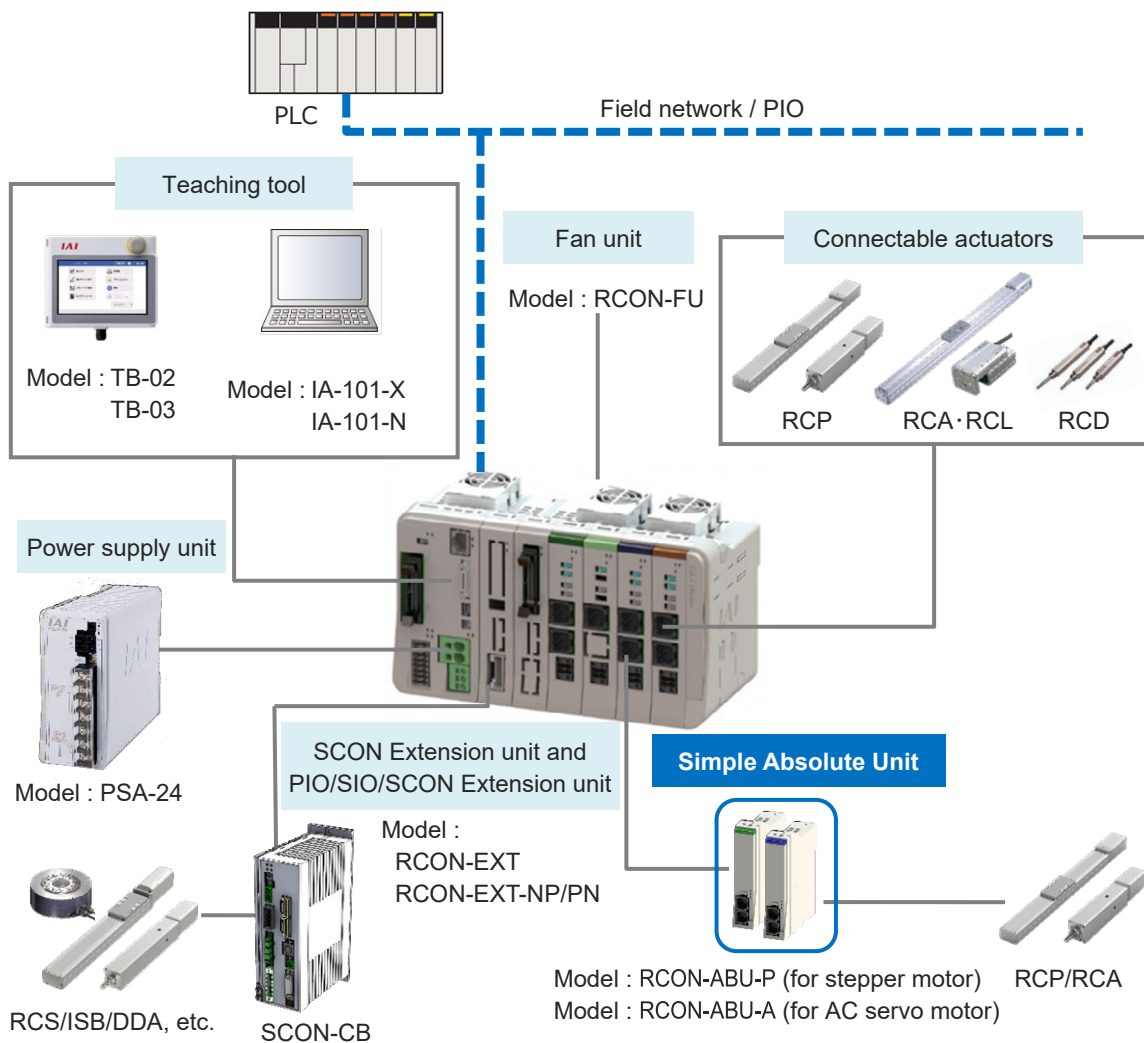 PLC
Field network / PIO
Teaching tool
IAI
Model : TB-02
TB-03
Model : IA-101-X
IA-101-N
Fan unit
Model : RCON-FU
Connectable actuators
RCP
RCA・RCL
RCD
Power supply unit
IAI
Model : PSA-24
SCON Extension unit and
PIO/SIO/SCON Extension unit
Model :
RCON-EXT
RCON-EXT-NP/PN
Simple Absolute Unit
RCS/ISB/DDA, etc.
SCON-CB
Model : RCON-ABU-P (for stepper motor)
Model : RCON-ABU-A (for AC servo motor)
RCP/RCA